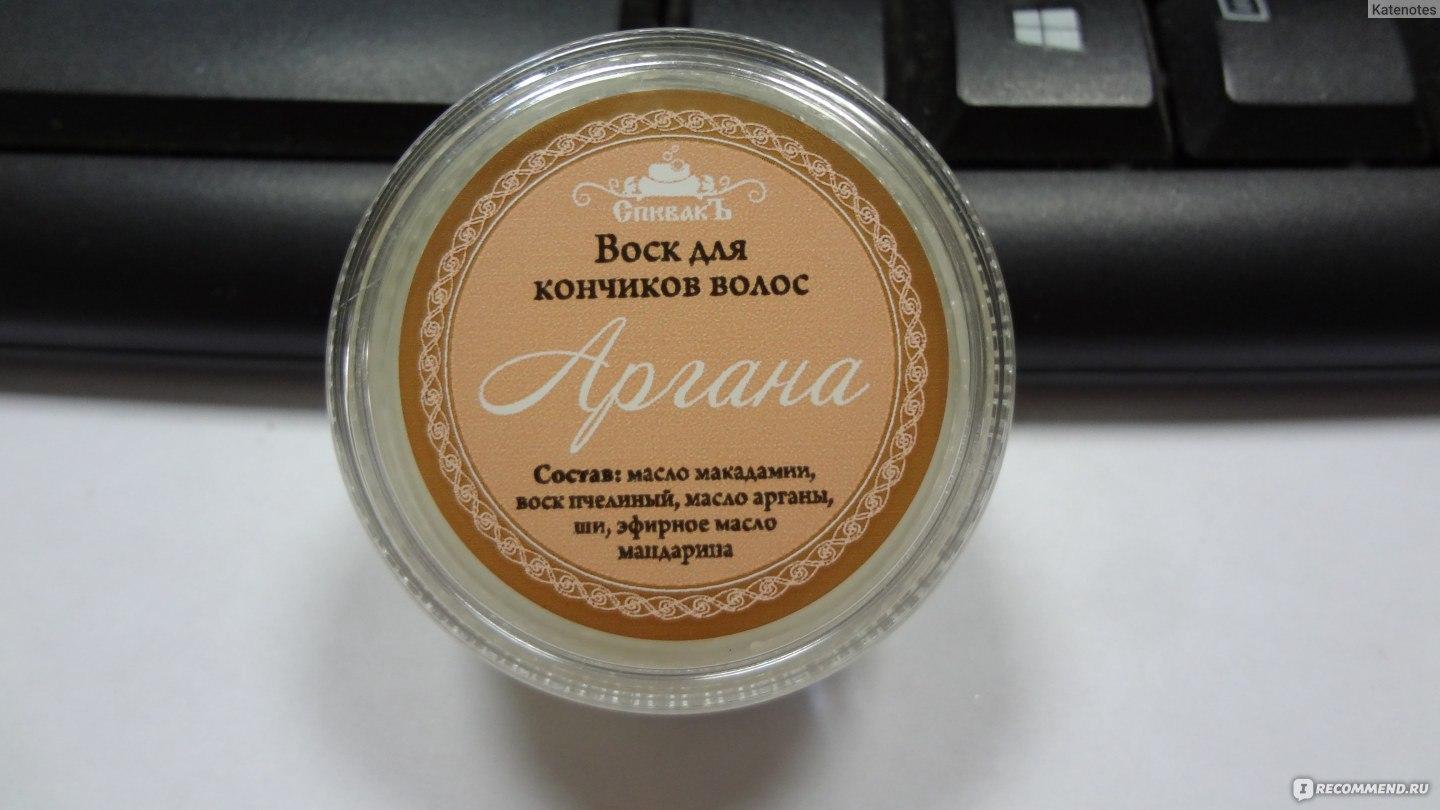 Katenotes
СпивакЪ
Воск для
кончиков волос
Аргана
Состав: масло макадамии,
воск пчелиный, масло арганы,
ши, эфирное масло
мандарина
IRECOMMEND.RU